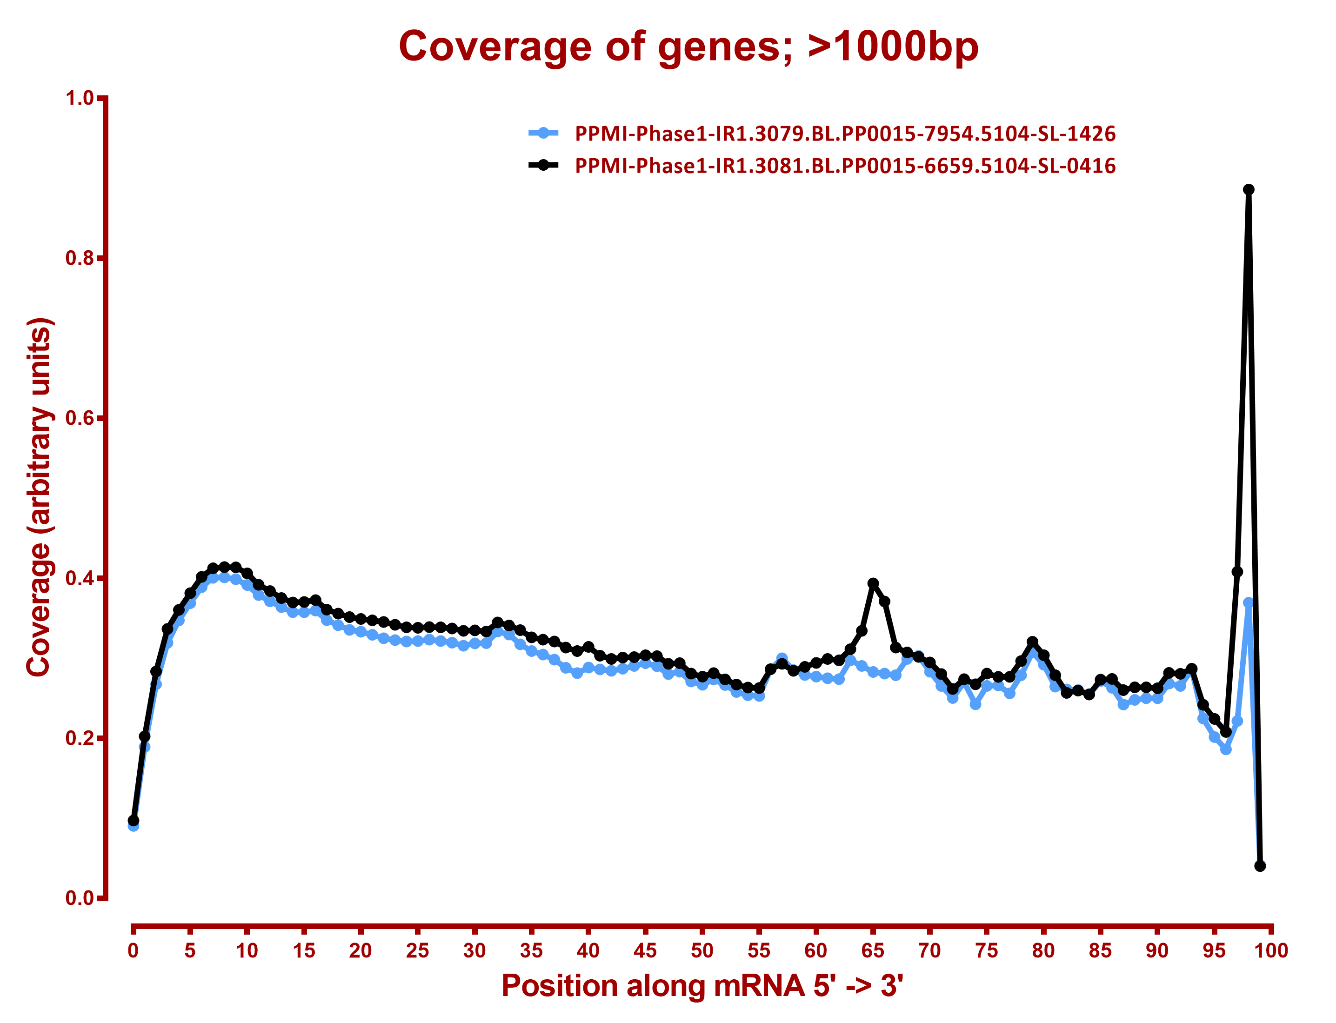 Coverage of genes; >1000bp
PPMI-Phase1-IR1.3079.BL.PP0015-7954.5104-SL-1426
PPMI-Phase1-IR1.3081.BL.PP0015-6659.5104-SL-0416
Coverage (arbitrary units)
1.0
0.8
0.6
0.4
0.2
0.0
0 5 10 15 20 25 30 35 40 45 50 55 60 65 70 75 80 85 90 95 100
Position along mRNA 5' -> 3'